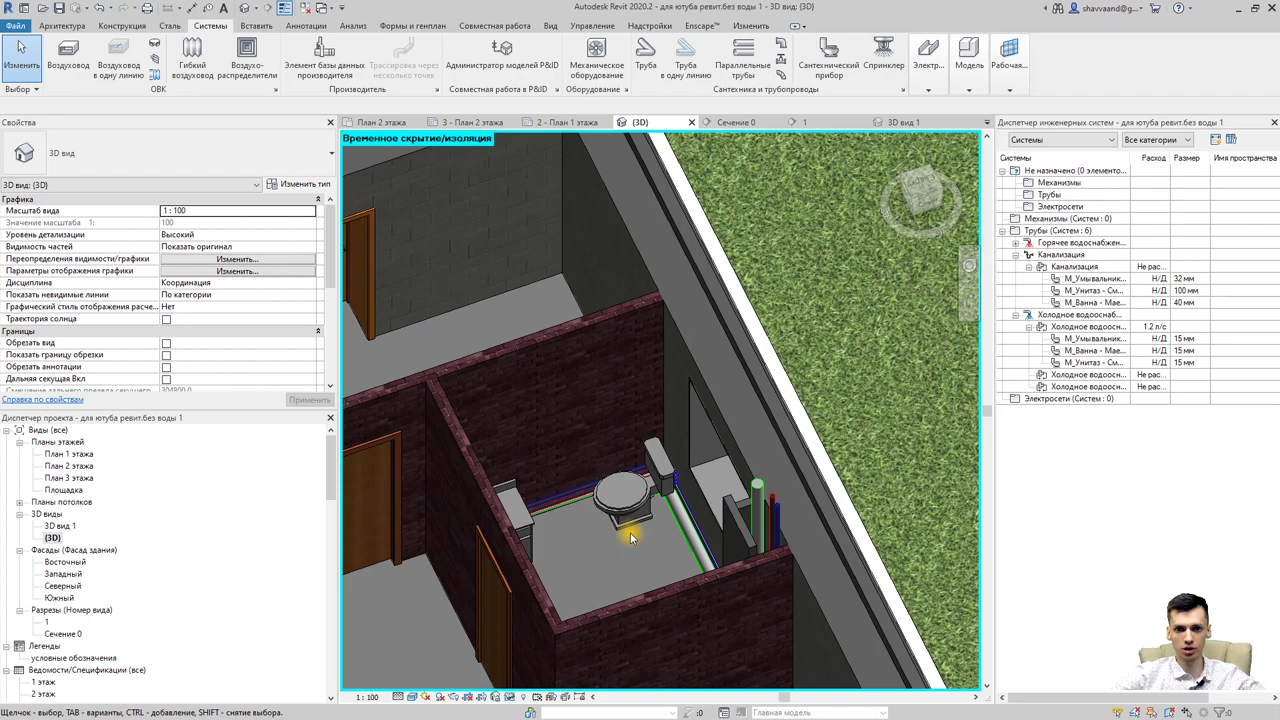 Autodesk Revit 2020.2 - для ютуба ревит.без воды 1 - 3D вид: {3D}
shavvaand@g...
Файл Архитектура Конструкция Сталь Системы Вставить Аннотации Анализ Формы и генплан Совместная работа Вид Управление Надстройки Enscape™ Изменить
Изменить
Воздуховод
Воздуховод в одну линию
Гибкий воздуховод
Воздухо- распределители
Элемент базы данных производителя
Трассировка через несколько точек
Администратор моделей P&ID
Механическое оборудование
Труба
Труба в одну линию
Параллельные трубы
Сантехнический прибор
Спринклер
Электр...
Модель
Рабочая...
Выбор
ОВК
Производитель
Совместная работа в P&ID
Оборудование
Сантехника и трубопроводы
Свойства
План 2 этажа
3 - План 2 этажа
2 - План 1 этажа
{3D}
Сечение 0
1
3D вид 1
Диспетчер инженерных систем - для ютуба ревит.без воды 1
Временное скрытие/изоляция
3D вид
3D вид: {3D}
Изменить тип
Графика
Масштаб вида 1 : 100
Значение масштаба 1: 100
Уровень детализации Высокий
Видимость частей Показать оригинал
Переопределения видимости/графики Изменить...
Параметры отображения графики Изменить...
Дисциплина Координация
Показать невидимые линии По категории
Графический стиль отображения расче... Нет
Траектория солнца
Границы
Обрезать вид
Показать границу обрезки
Обрезать аннотации
Дальняя секущая Вкл
Смещение дальнего предела секущего... 304800.0
Справка по свойствам
Применить
Диспетчер проекта - для ютуба ревит.без воды 1
Виды (все)
Планы этажей
План 1 этажа
План 2 этажа
План 3 этажа
Площадка
Планы потолков
3D виды
3D вид 1
{3D}
Фасады (Фасад здания)
Восточный
Западный
Северный
Южный
Разрезы (Номер вида)
1
Сечение 0
Легенды
условные обозначения
Ведомости/Спецификации (все)
1 этаж
2 этаж
Системы
Все категории
Системы Расход Размер Имя пространства
Не назначено (0 элементо...
Механизмы
Трубы
Электросети
Механизмы (Систем : 0)
Трубы (Систем : 6)
Горячее водоснабжен...
Канализация
Канализация Не рас...
М_Умывальник... Н/Д 32 мм
М_Унитаз - См... Н/Д 100 мм
М_Ванна - Мае... Н/Д 40 мм
Холодное водоснаб...
Холодное водоосн... 1.2 л/с
М_Умывальник... Н/Д 15 мм
М_Ванна - Мае... Н/Д 15 мм
М_Унитаз - См... Н/Д 15 мм
Холодное водоосн... Не рас...
Холодное водоосн... Не рас...
Электросети (Систем : 0)
1 : 100
Щелчок - выбор, TAB - варианты, CTRL - добавление, SHIFT - снятие выбора.
:0
Главная модель
:0